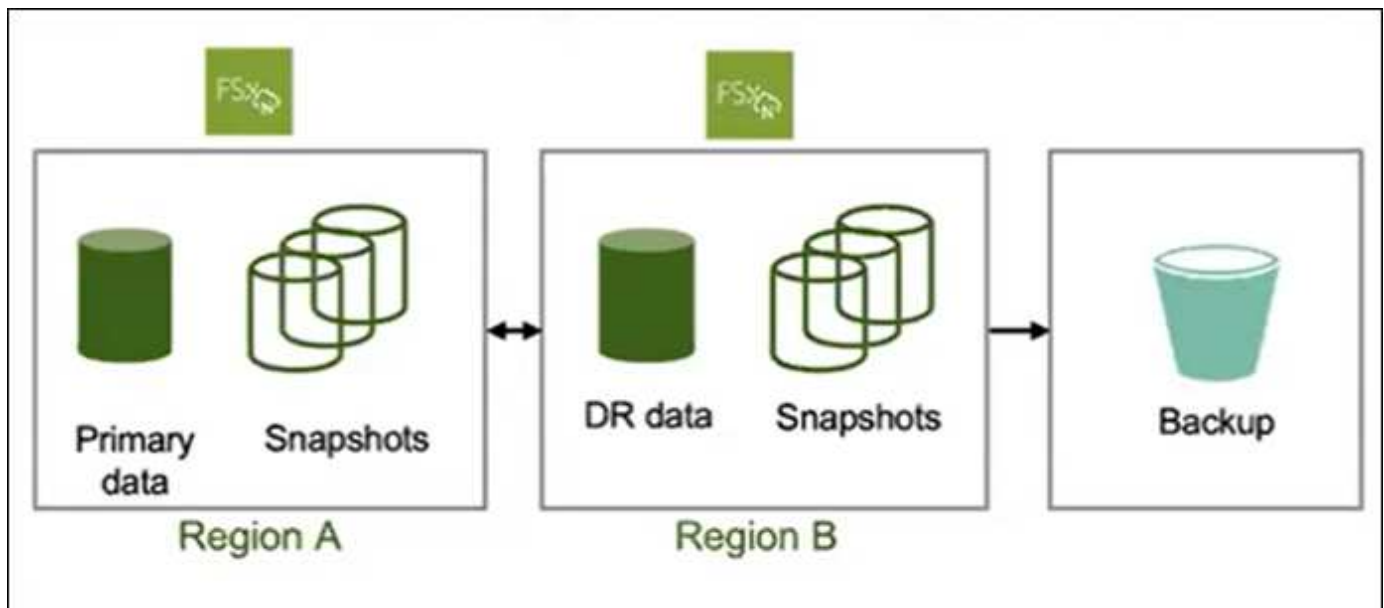 FSx
N
FSx
N
Primary
data
Snapshots
DR data
Snapshots
Backup
Region A
Region B